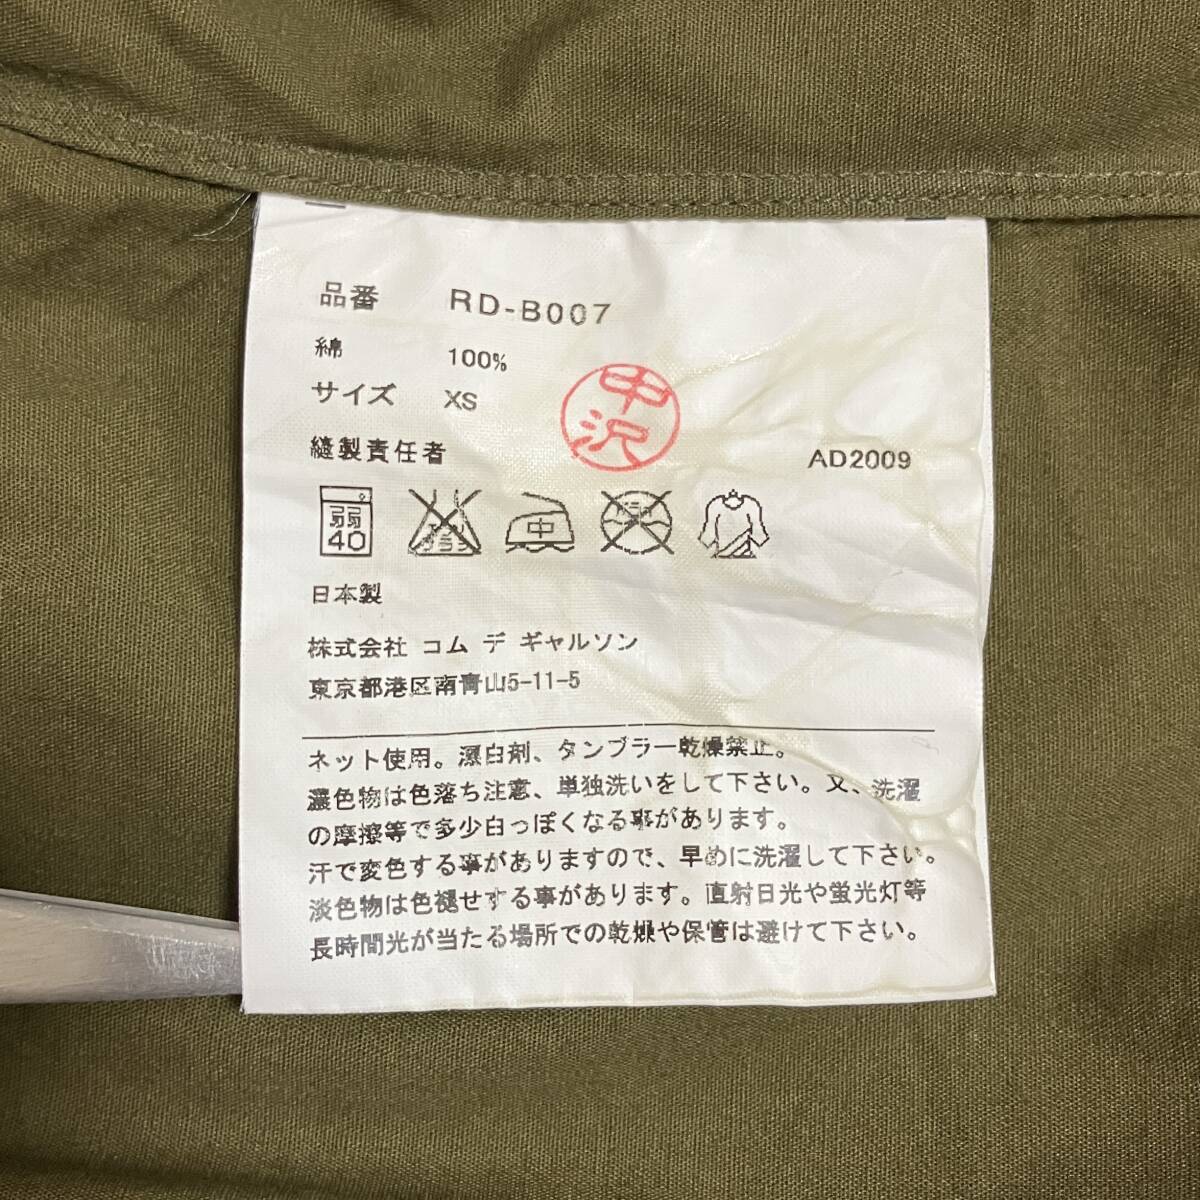 品番 RD-B007
綿 100%
サイズ XS
中沢
縫製責任者
AD2009
弱
40
中
日本製
株式会社 コム デ ギャルソン
東京都港区南青山5-11-5
ネット使用。漂白剤、タンブラー乾燥禁止。
濃色物は色落ち注意、単独洗いをして下さい。又、洗濯
の摩擦等で多少白っぽくなる事があります。
汗で変色する事がありますので、早めに洗濯して下さい。
淡色物は色褪せする事があります。直射日光や蛍光灯等
長時間光が当たる場所での乾燥や保管は避けて下さい。